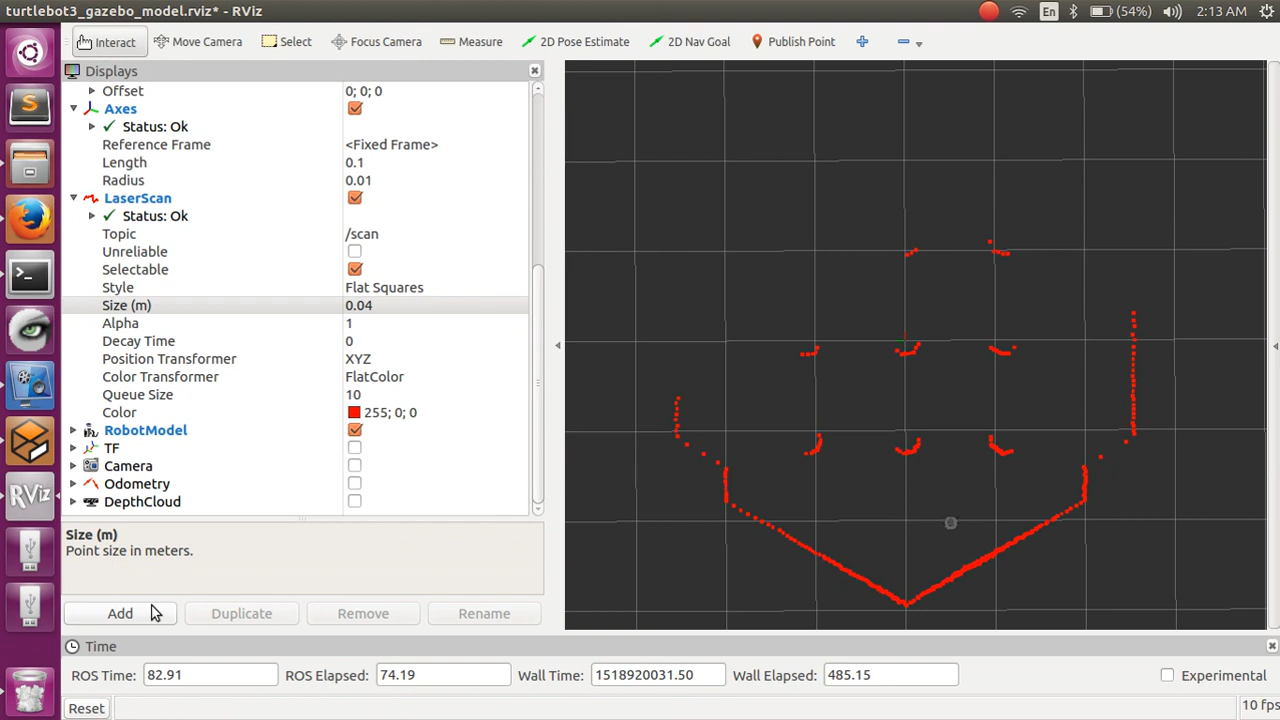 turtlebot3_gazebo_model.rviz* - RViz
En (54%) 2:13 AM
Interact Move Camera Select Focus Camera Measure 2D Pose Estimate 2D Nav Goal Publish Point
Displays
Offset 0; 0; 0
Axes
Status: Ok
Reference Frame <Fixed Frame>
Length 0.1
Radius 0.01
LaserScan
Status: Ok
Topic /scan
Unreliable
Selectable
Style Flat Squares
Size (m) 0.04
Alpha 1
Decay Time 0
Position Transformer XYZ
Color Transformer FlatColor
Queue Size 10
Color 255; 0; 0
RobotModel
TF
Camera
Odometry
DepthCloud
Size (m)
Point size in meters.
Add Duplicate Remove Rename
Time
ROS Time: 82.91 ROS Elapsed: 74.19 Wall Time: 1518920031.50 Wall Elapsed: 485.15 Experimental
Reset 10 fps